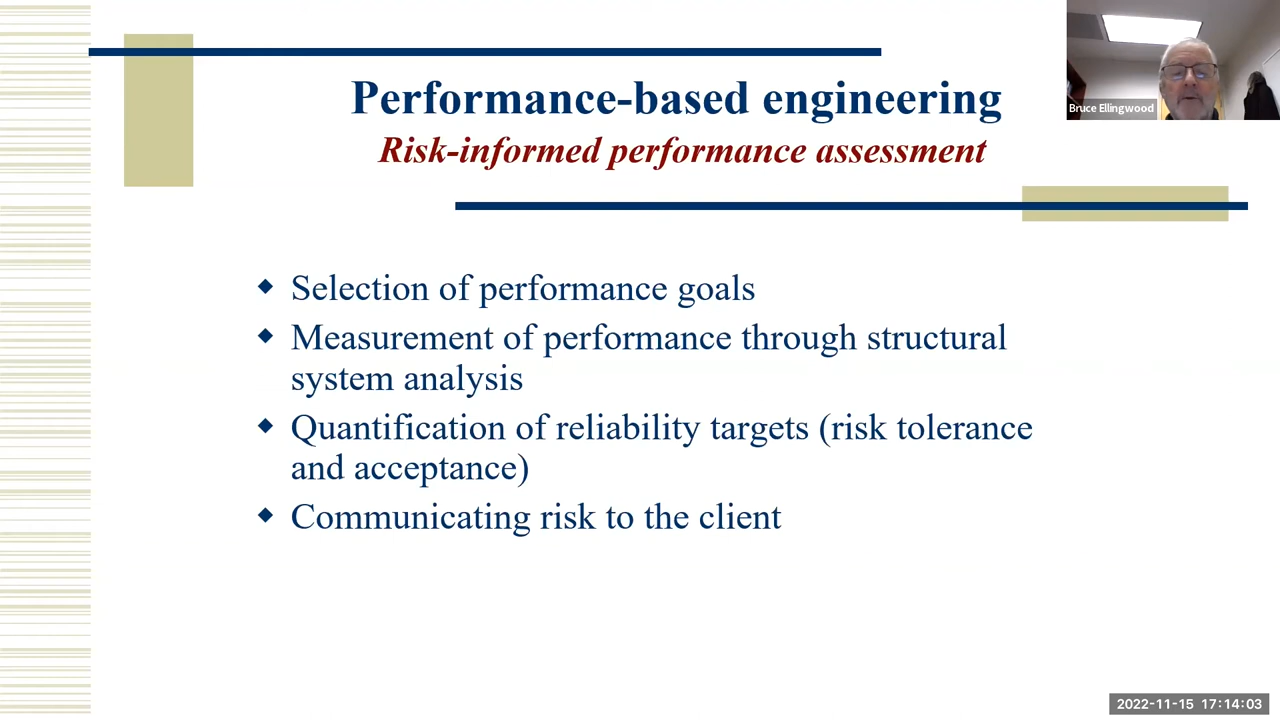 Performance-based engineering
Risk-informed performance assessment
Bruce Ellingwood
Selection of performance goals
Measurement of performance through structural
system analysis
Quantification of reliability targets (risk tolerance
and acceptance)
Communicating risk to the client
2022-11-15 17:14:03